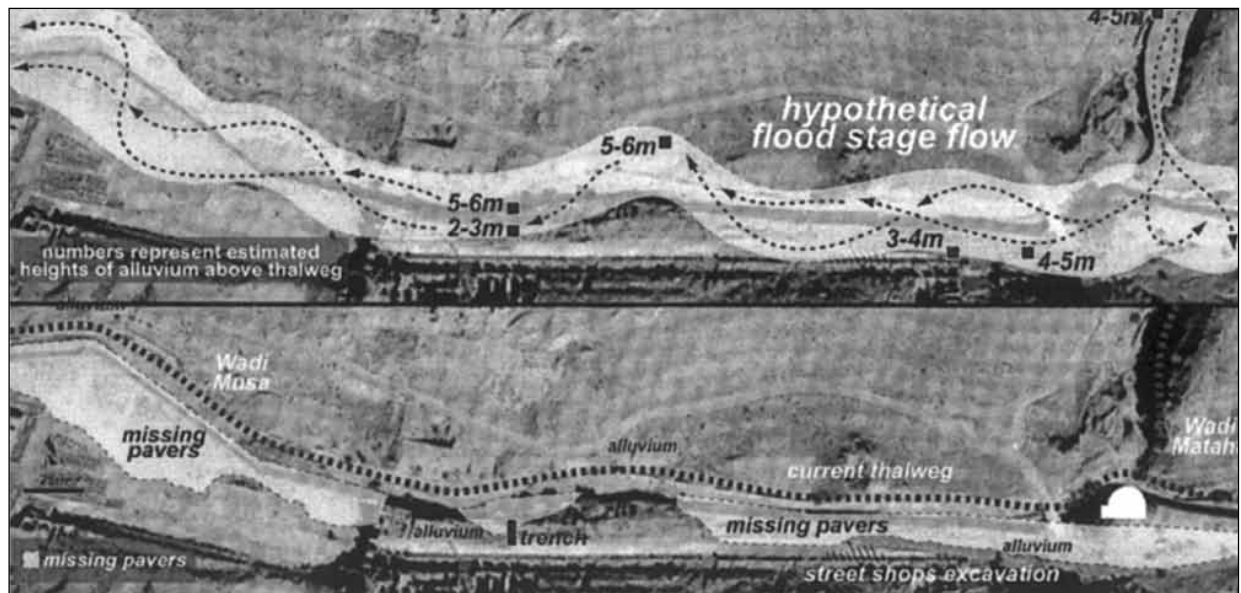 4-5m
hypothetical
flood stage flow
5-6m
5-6m
2-3m
3-4m
4-5m
numbers represent estimated
heights of alluvium above thalweg
alluvium
Wadi
Musa
missing
pavers
alluvium
current thalweg
Wadi
Matah
alluvium
trench
missing pavers
alluvium
missing pavers
street shops excavation